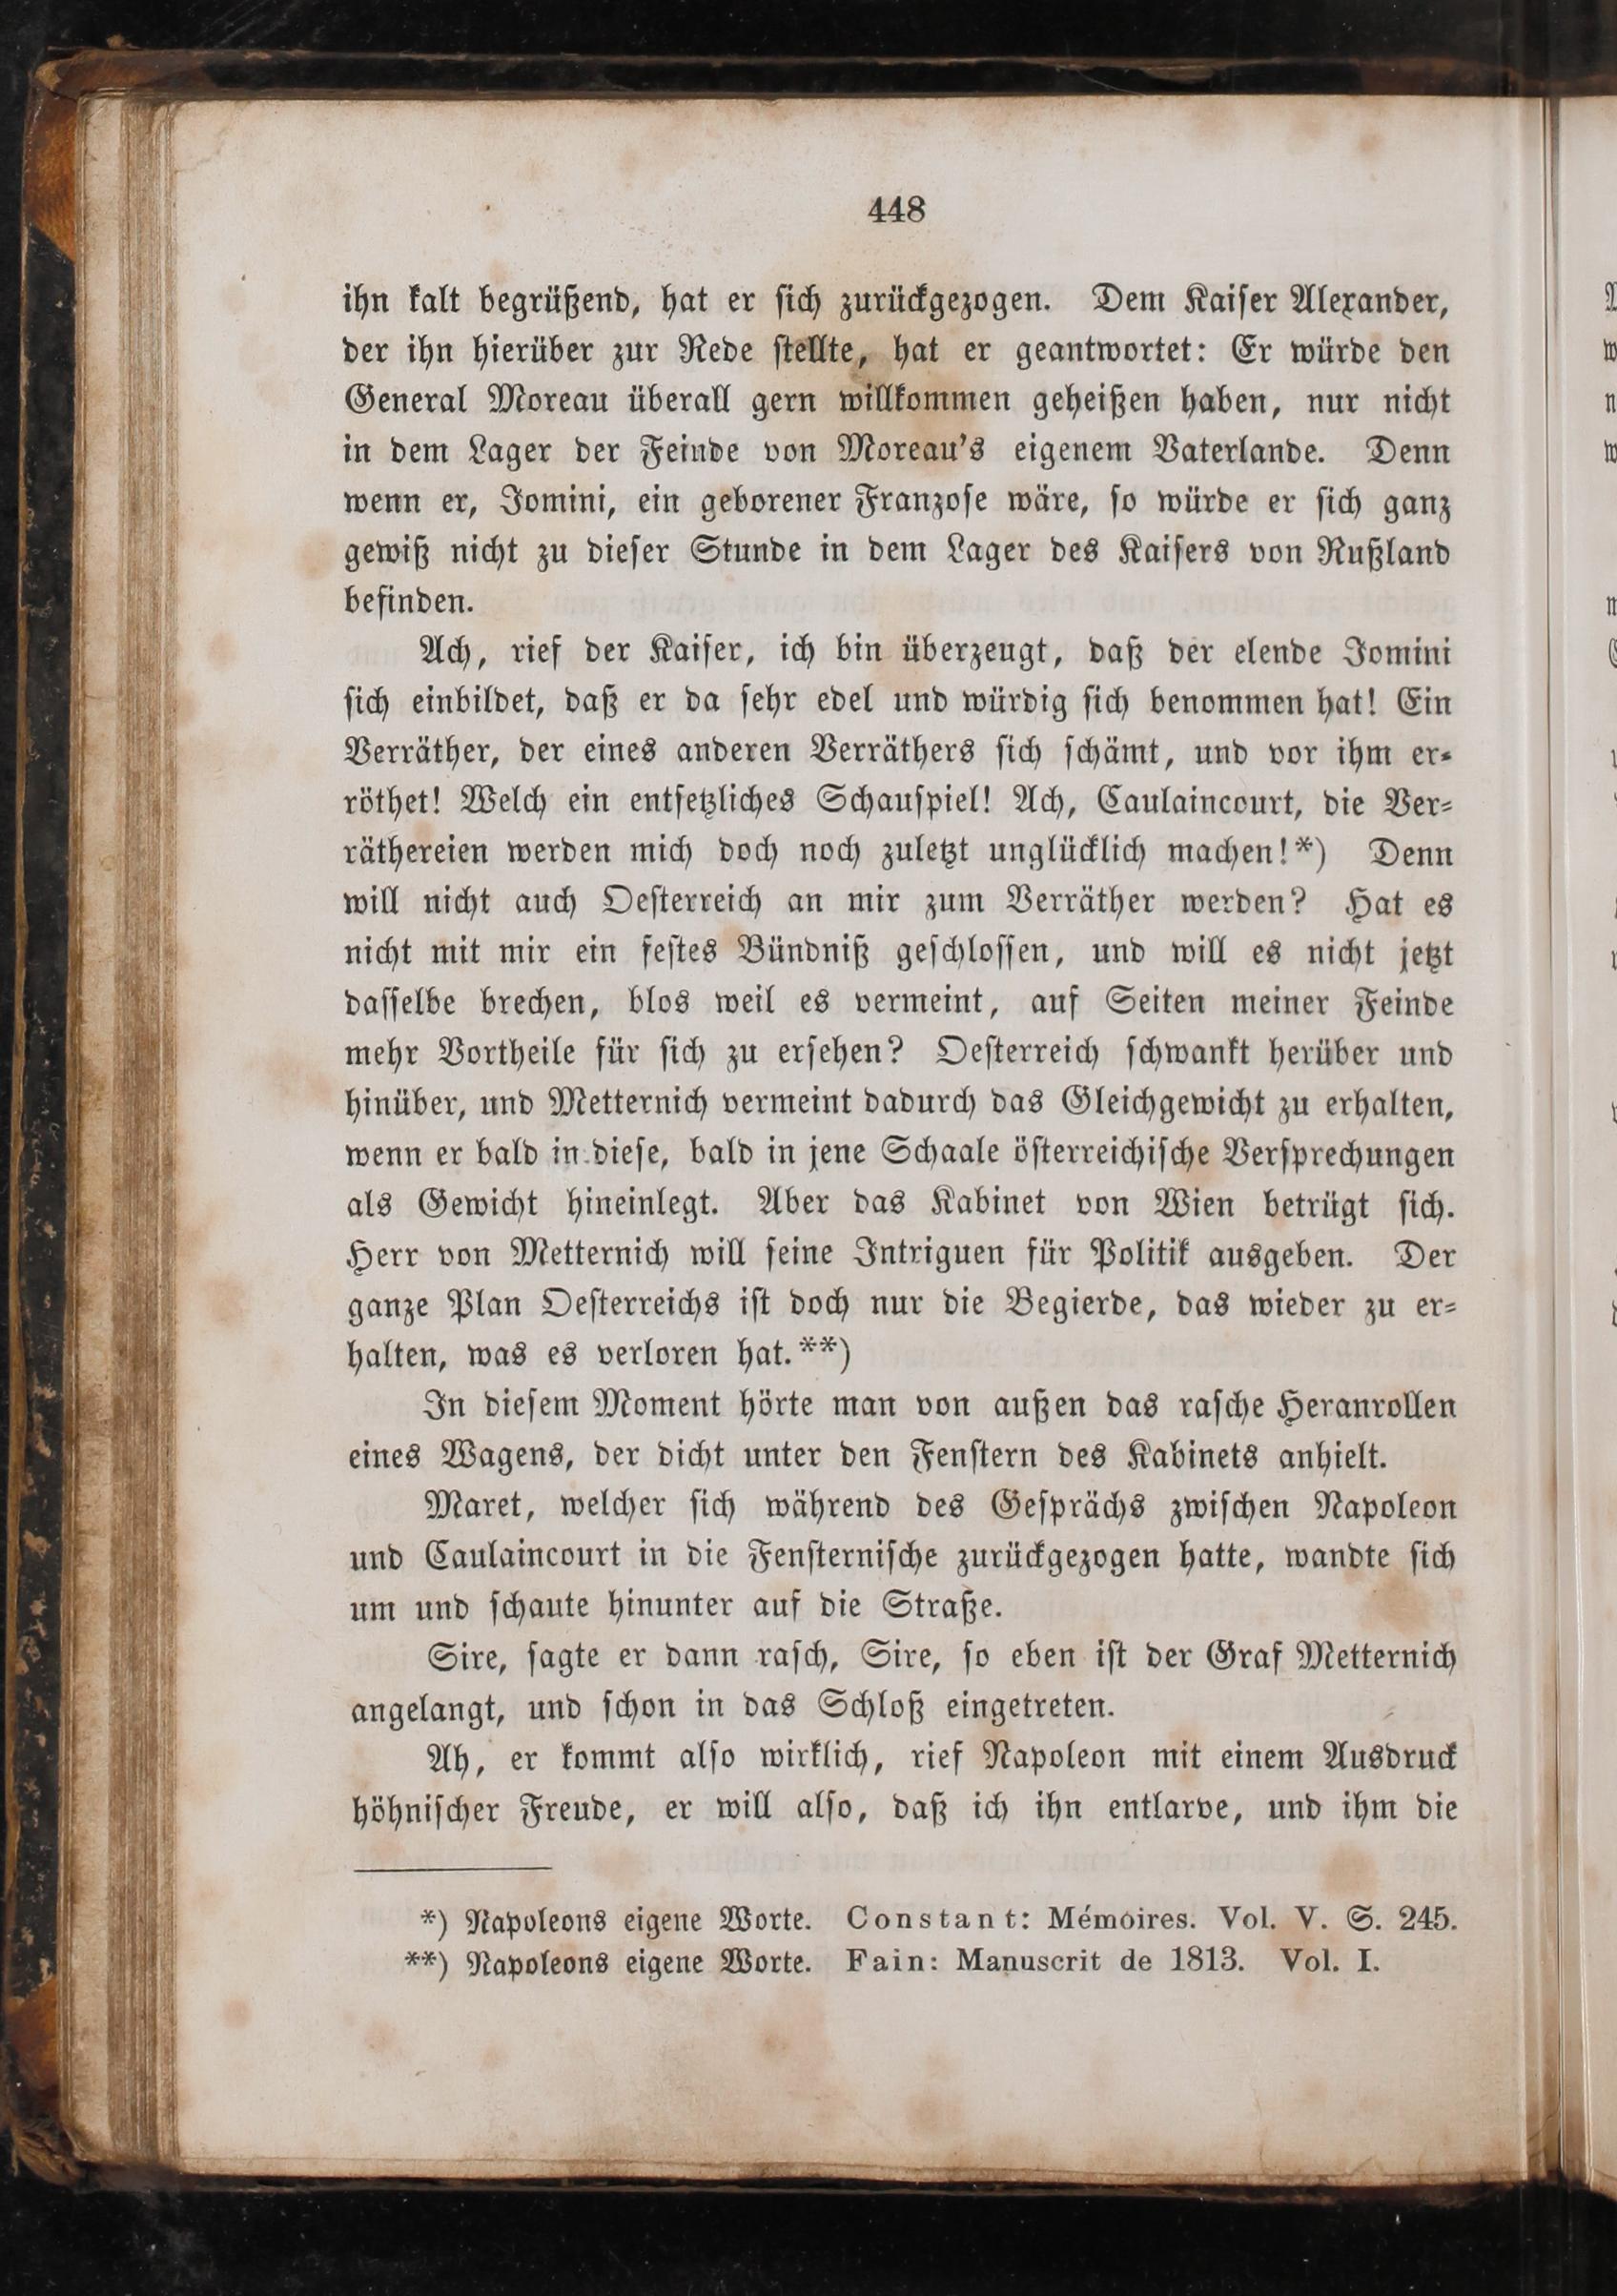 448
ihn kalt begrüßend, hat er sich zurückgezogen. Dem Kaiser Alexander,
der ihn hierüber zur Rede stellte, hat er geantwortet: Er würde den
General Moreau überall gern willkommen geheißen haben, nur nicht
in dem Lager der Feinde von Moreau's eigenem Vaterlande. Denn
wenn er, Jomini, ein geborener Franzose wäre, so würde er sich ganz
gewiß nicht zu dieser Stunde in dem Lager des Kaisers von Rußland
befinden.
Ach, rief der Kaiser, ich bin überzeugt, daß der elende Jomini
sich einbildet, daß er da sehr edel und würdig sich benommen hat! Ein
Verräther, der eines anderen Verräthers sich schämt, und vor ihm er-
röthet! Welch ein entsetzliches Schauspiel! Ach, Caulaincourt, die Ver-
räthereien werden mich doch noch zuletzt unglücklich machen!*) Denn
will nicht auch Oesterreich an mir zum Verräther werden? Hat es
nicht mit mir ein festes Bündniß geschlossen, und will es nicht jetzt
dasselbe brechen, blos weil es vermeint, auf Seiten meiner Feinde
mehr Vortheile für sich zu ersehen? Oesterreich schwankt herüber und
hinüber, und Metternich vermeint dadurch das Gleichgewicht zu erhalten,
wenn er bald in diese, bald in jene Schaale österreichische Versprechungen
als Gewicht hineinlegt. Aber das Kabinet von Wien betrügt sich.
Herr von Metternich will seine Intriguen für Politik ausgeben. Der
ganze Plan Oesterreichs ist doch nur die Begierde, das wieder zu er-
halten, was es verloren hat.**)
In diesem Moment hörte man von außen das rasche Heranrollen
eines Wagens, der dicht unter den Fenstern des Kabinets anhielt.
Maret, welcher sich während des Gesprächs zwischen Napoleon
und Caulaincourt in die Fensternische zurückgezogen hatte, wandte sich
um und schaute hinunter auf die Straße.
Sire, sagte er dann rasch, Sire, so eben ist der Graf Metternich
angelangt, und schon in das Schloß eingetreten.
Ah, er kommt also wirklich, rief Napoleon mit einem Ausdruck
höhnischer Freude, er will also, daß ich ihn entlarve, und ihm die
*) Napoleons eigene Worte. Constant: Mémoires. Vol. V. S. 245.
**) Napoleons eigene Worte. Fain: Manuscrit de 1813. Vol. I.